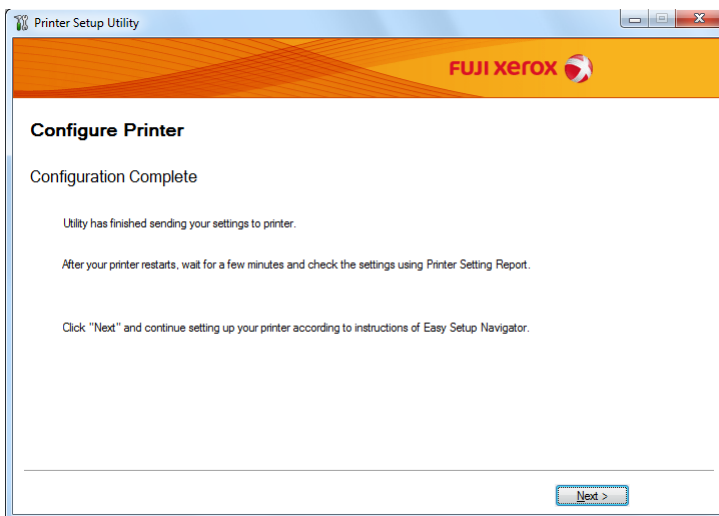 Printer Setup Utility
FUJI xerox
Configure Printer
Configuration Complete
Utility has finished sending your settings to printer.
After your printer restarts, wait for a few minutes and check the settings using Printer Setting Report.
Click "Next" and continue setting up your printer according to instructions of Easy Setup Navigator.
Next >